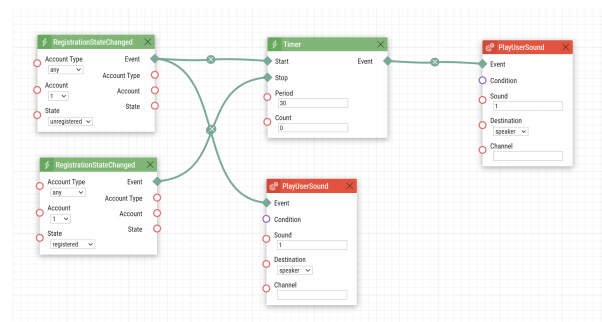 RegistrationStateChanged
Account Type Event
any
Account Type
Account
1
Account
State
State
unregistered
Timer
Start Event
Stop
Period
30
Count
0
PlayUserSound
Event
Condition
Sound
1
Destination
speaker
Channel
RegistrationStateChanged
Account Type Event
any
Account Type
Account
1
Account
State
State
registered
PlayUserSound
Event
Condition
Sound
1
Destination
speaker
Channel